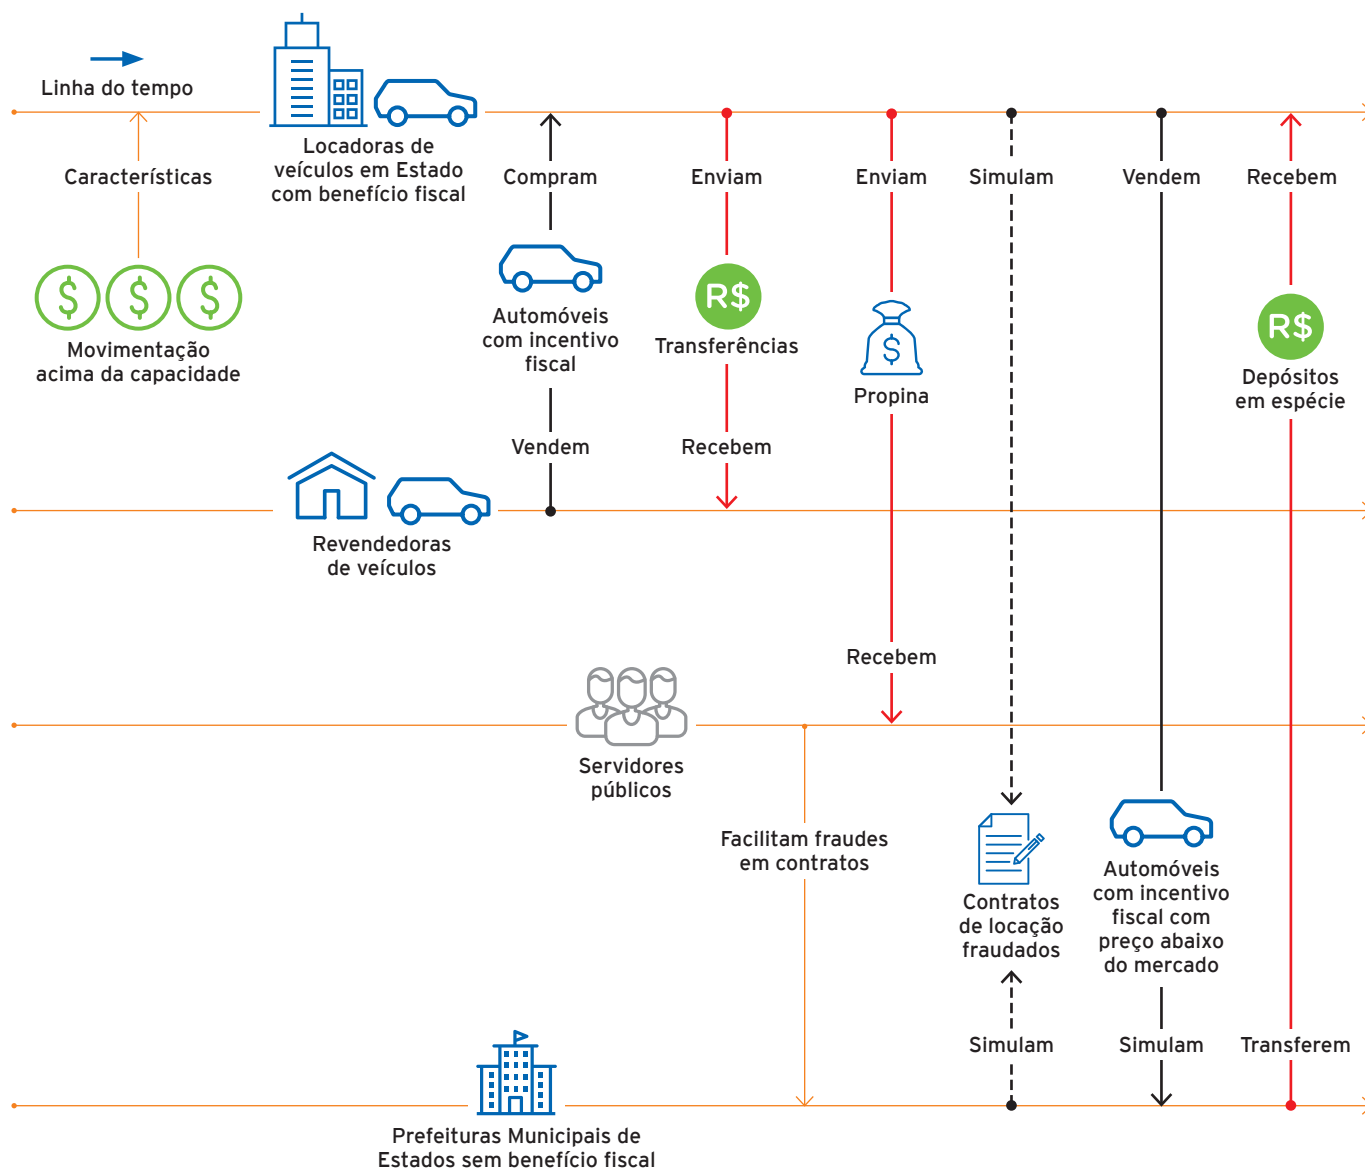 Linha do tempo
Locadoras de
veículos em Estado
com benefício fiscal
Características
Compram
Enviam
Enviam
Simulam
Vendem
Recebem
$ $ $
Movimentação
acima da capacidade
Automóveis
com incentivo
fiscal
R$
Transferências
$
Propina
R$
Depósitos
em espécie
Vendem
Recebem
Revendedoras
de veículos
Recebem
Servidores
públicos
Facilitam fraudes
em contratos
Contratos
de locação
fraudados
Automóveis
com incentivo
fiscal com
preço abaixo
do mercado
Simulam
Simulam
Transferem
Prefeituras Municipais de
Estados sem benefício fiscal